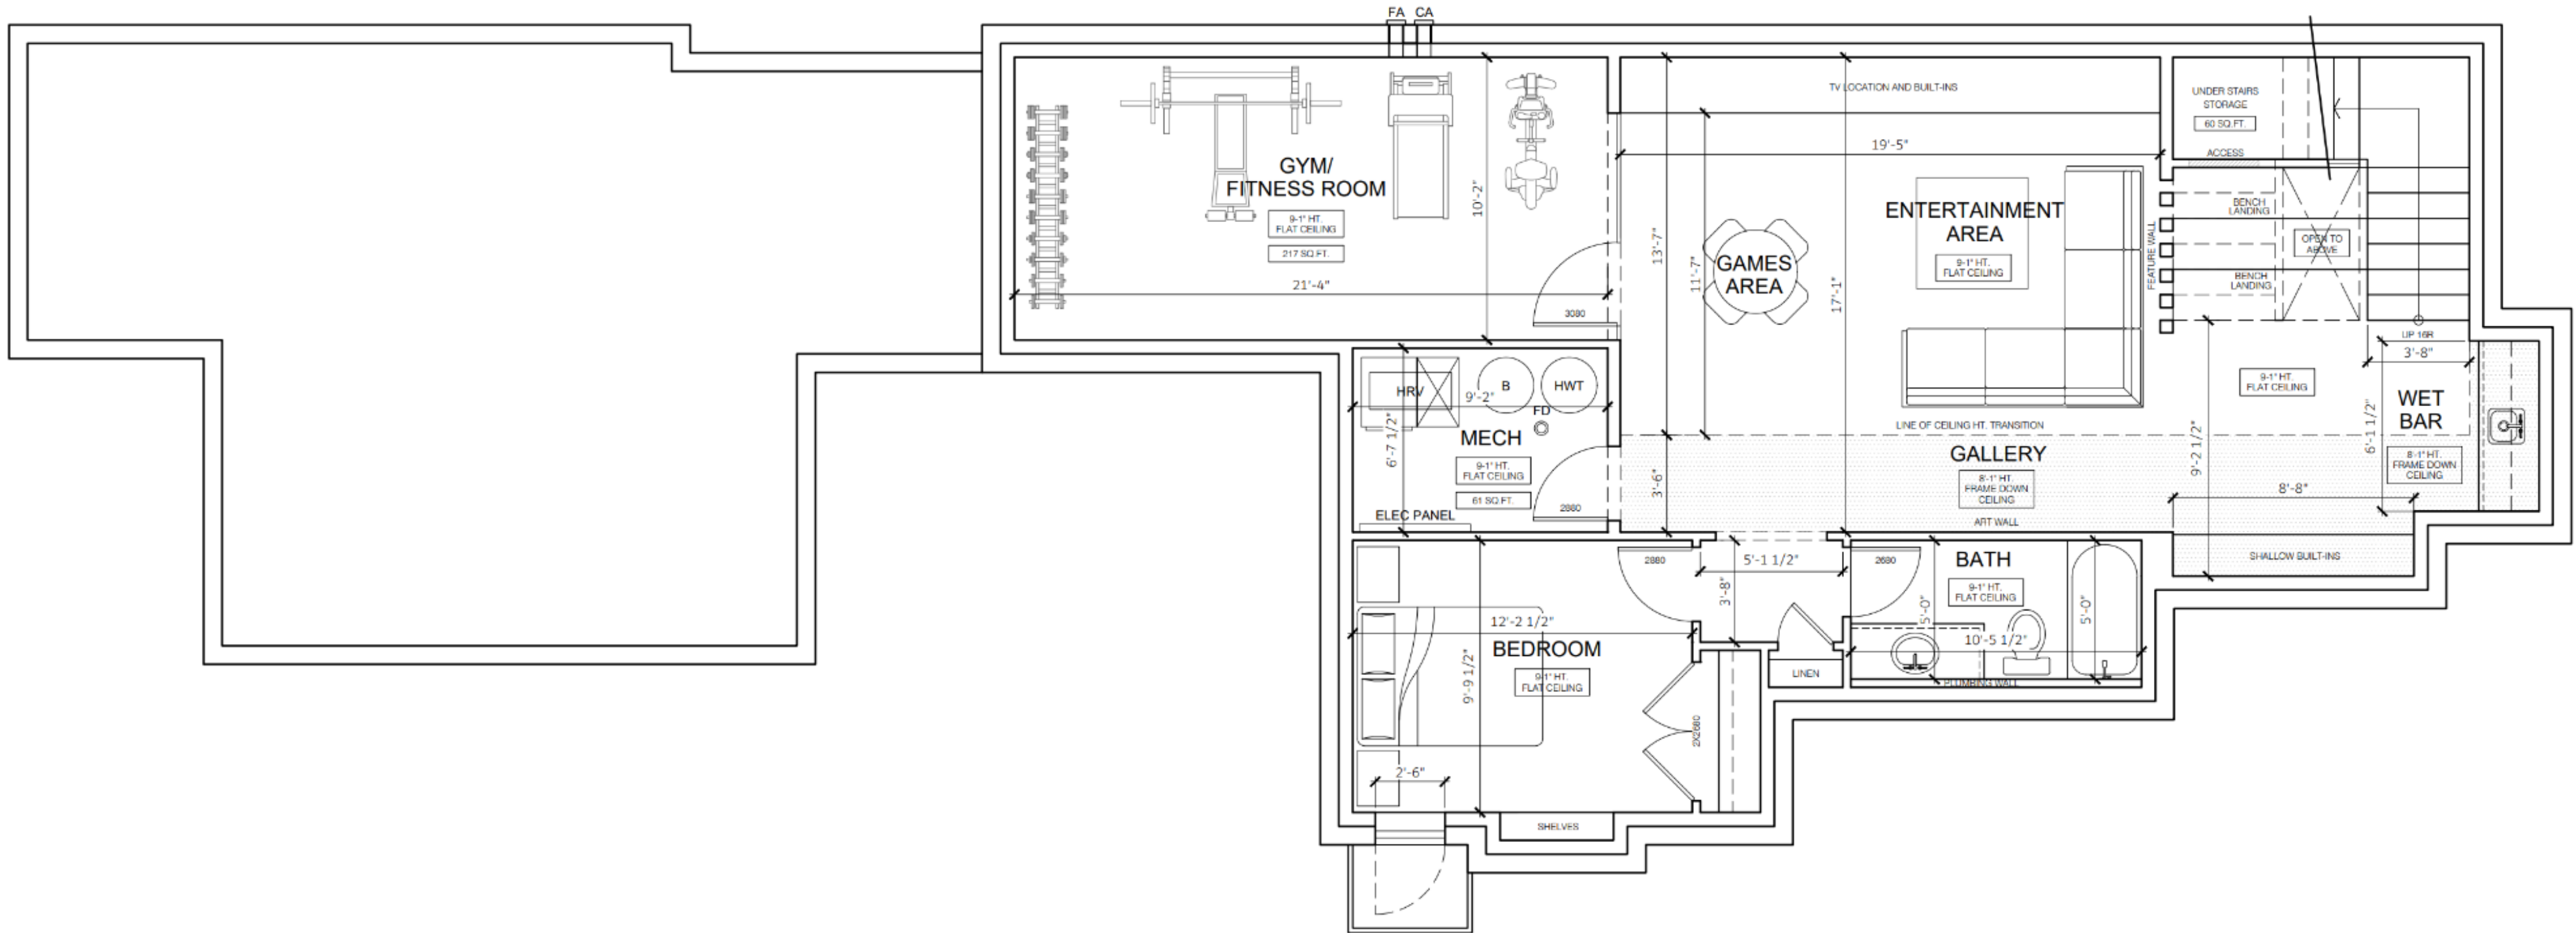 FA CA
TV LOCATION AND BUILT-INS
UNDER STAIRS
STORAGE
60 SQ.FT.
ACCESS
19'-5"
GYM/
FITNESS ROOM
9-1" HT.
FLAT CEILING
217 SQ.FT.
10'-2"
21'-4"
3080
13'-7"
11'-7"
17'-1"
GAMES
AREA
ENTERTAINMENT
AREA
9-1" HT.
FLAT CEILING
FEATURE WALL
BENCH
LANDING
OPEN TO
ABOVE
BENCH
LANDING
UP 16R
3'-8"
HRV
B
HWT
9'-2"
FD
MECH
6'-7 1/2"
9-1" HT.
FLAT CEILING
61 SQ.FT.
ELEC PANEL
2880
3'-6"
LINE OF CEILING HT. TRANSITION
GALLERY
8'-1" HT.
FRAME DOWN
CEILING
ART WALL
9-1" HT.
FLAT CEILING
9'-2 1/2"
6'-1 1/2"
WET
BAR
8-1" HT.
FRAME DOWN
CEILING
8'-8"
SHALLOW BUILT-INS
2880
5'-1 1/2"
3'-8"
2680
BATH
9-1" HT.
FLAT CEILING
5'-0"
5'-0"
10'-5 1/2"
PLUMBING WALL
LINEN
12'-2 1/2"
BEDROOM
9-1" HT.
FLAT CEILING
9'-9 1/2"
2X2680
2'-6"
SHELVES